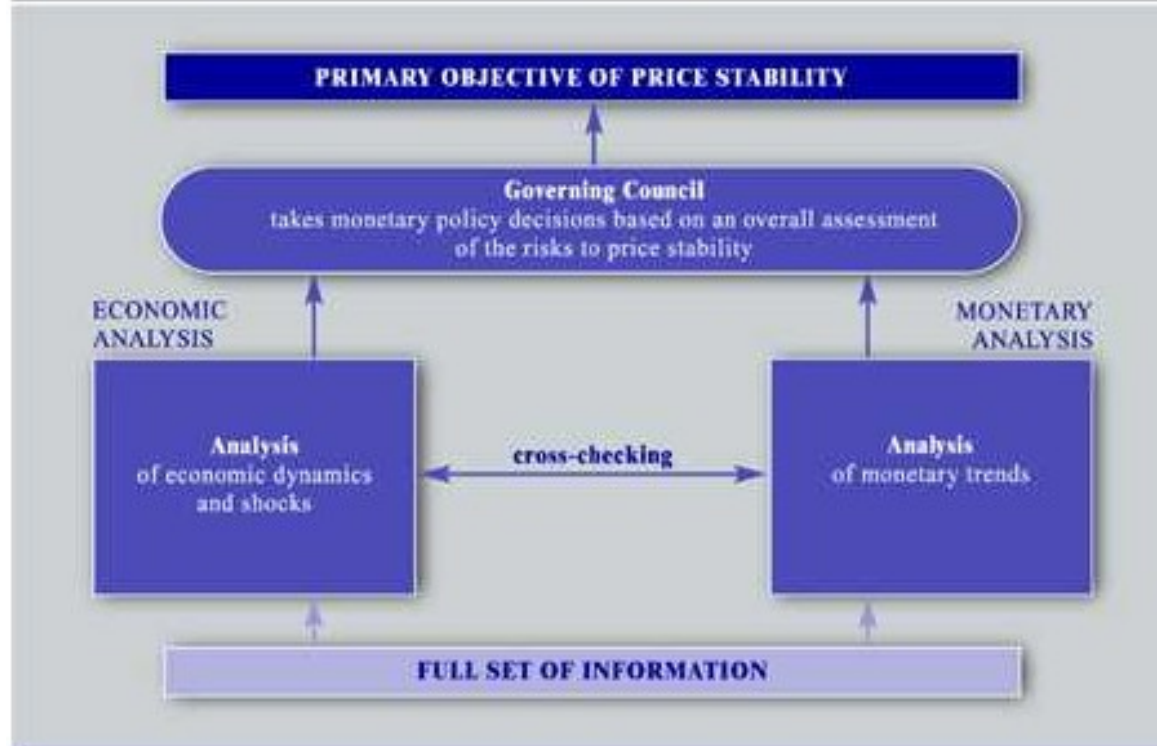 PRIMARY OBJECTIVE OF PRICE STABILITY
Governing Council
takes monetary policy decisions based on an overall assessment
of the risks to price stability
ECONOMIC
ANALYSIS
MONETARY
ANALYSIS
Analysis
of economic dynamics
and shocks
cross-checking
Analysis
of monetary trends
FULL SET OF INFORMATION